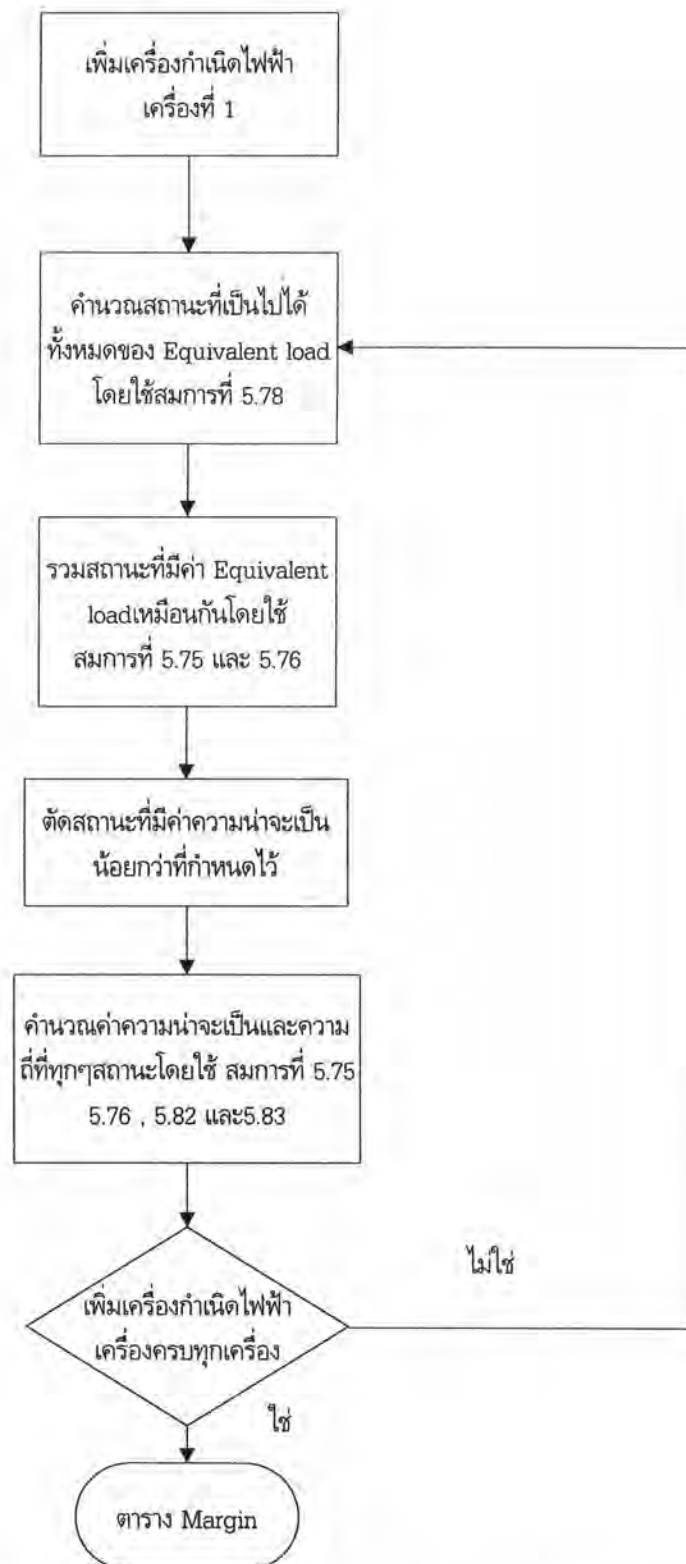 เพิ่มเครื่องกำเนิดไฟฟ้า
เครื่องที่ 1
คำนวณสถานะที่เป็นไปได้
ทั้งหมดของ Equivalent load
โดยใช้สมการที่ 5.78
รวมสถานะที่มีค่า Equivalent
loadเหมือนกันโดยใช้
สมการที่ 5.75 และ 5.76
ตัดสถานะที่มีค่าความน่าจะเป็น
น้อยกว่าที่กำหนดไว้
คำนวณค่าความน่าจะเป็นและความ
ถี่ที่ทุกๆสถานะโดยใช้ สมการที่ 5.75
5.76 , 5.82 และ5.83
ไม่ใช่
เพิ่มเครื่องกำเนิดไฟฟ้า
เครื่องครบทุกเครื่อง
ใช่
ตาราง Margin